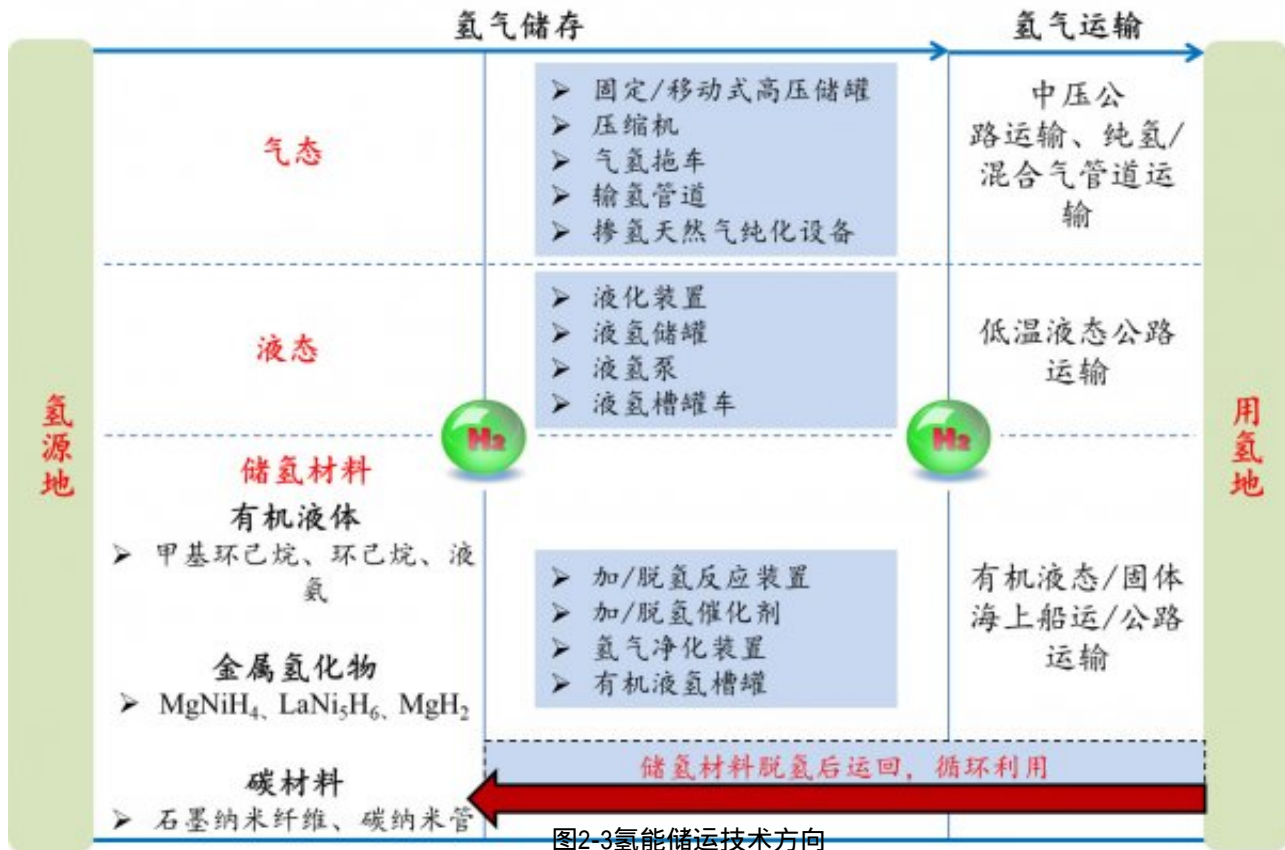 氢气储存
氢气运输
氢源地
气态
➢ 固定/移动式高压储罐
➢ 压缩机
➢ 气氢拖车
➢ 输氢管道
➢ 掺氢天然气纯化设备
中压公
路运输、纯氢/
混合气管道运
输
液态
➢ 液化装置
➢ 液氢储罐
➢ 液氢泵
➢ 液氢槽罐车
低温液态公路
运输
H₂
H₂
储氢材料
有机液体
➢ 甲基环己烷、环己烷、液
氨
金属氢化物
➢ MgNiH₄、LaNi₅H₆、MgH₂
碳材料
➢ 石墨纳米纤维、碳纳米管
➢ 加/脱氢反应装置
➢ 加/脱氢催化剂
➢ 氢气净化装置
➢ 有机液氢槽罐
有机液态/固体
海上船运/公路
运输
用氢地
储氢材料脱氢后运回，循环利用
图2-3氢能储运技术方向